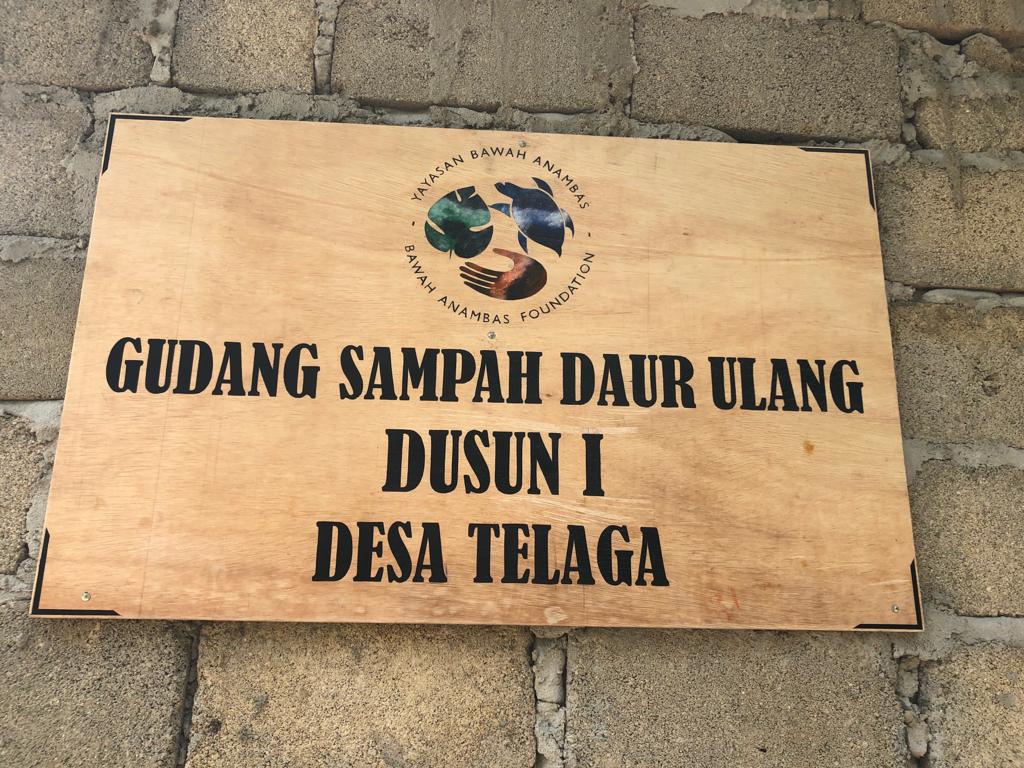 - YAYASAN BAWAH ANAMBAS -
BAWAH ANAMBAS FOUNDATION
GUDANG SAMPAH DAUR ULANG
DUSUN I
DESA TELAGA